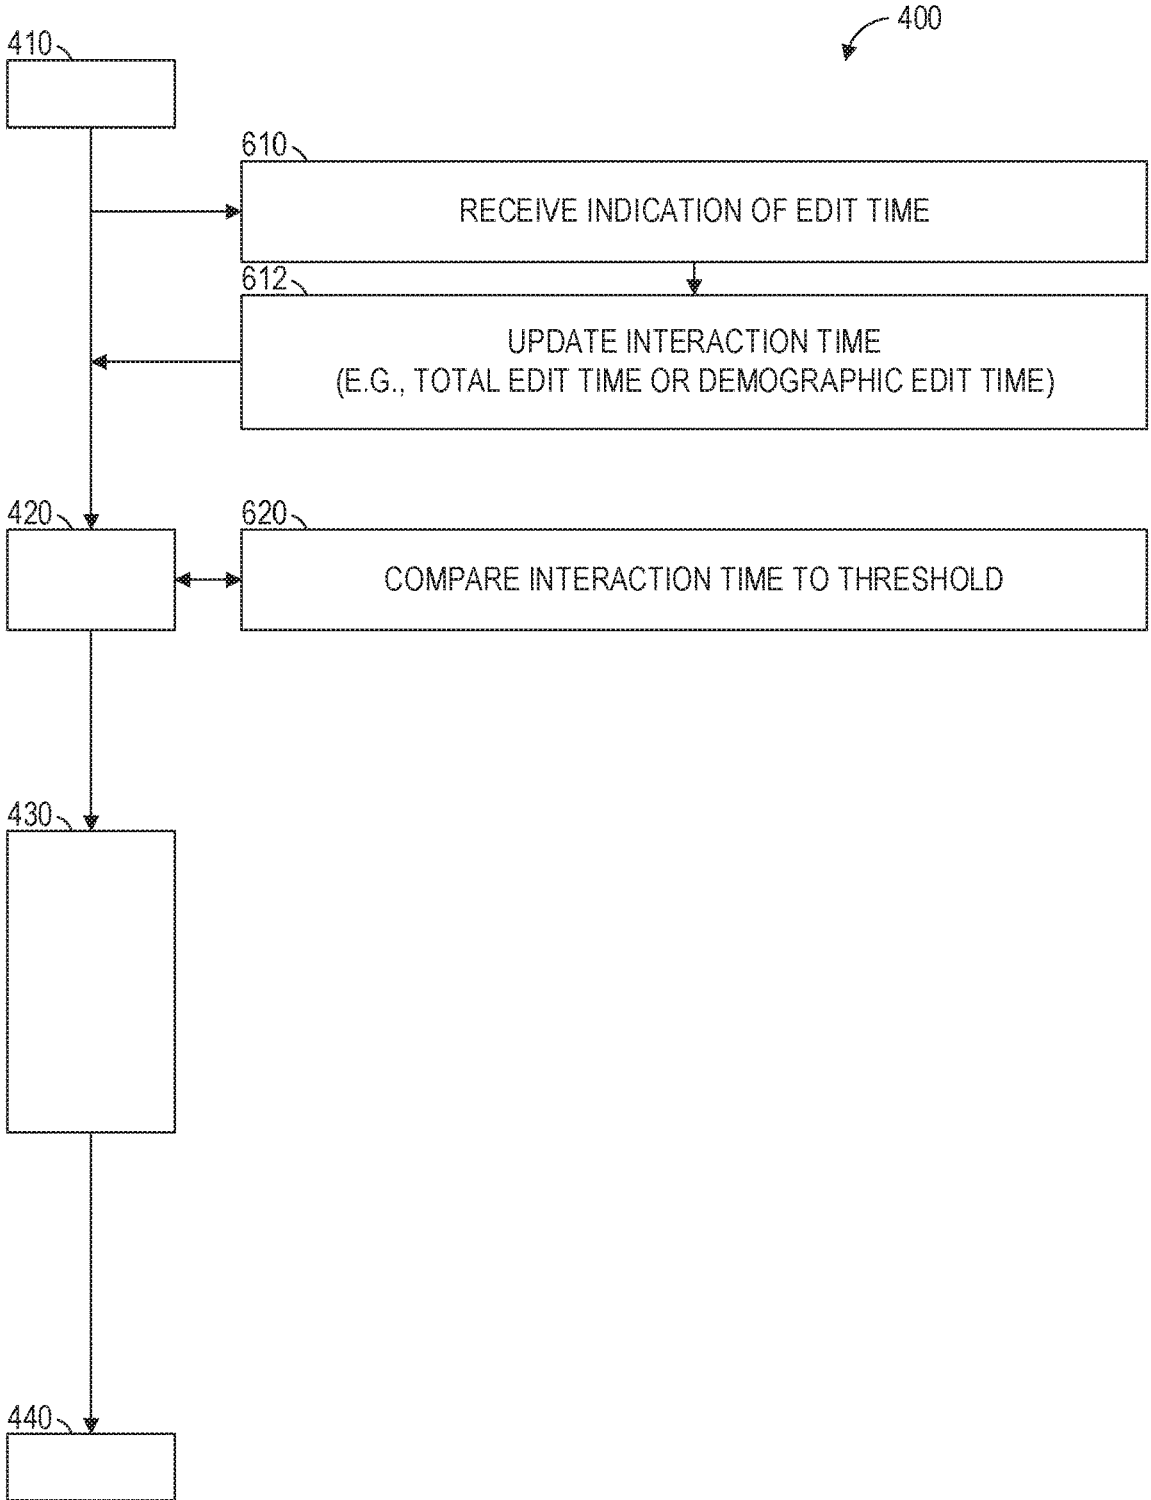 400
410
610
RECEIVE INDICATION OF EDIT TIME
612
UPDATE INTERACTION TIME
(E.G., TOTAL EDIT TIME OR DEMOGRAPHIC EDIT TIME)
420
620
COMPARE INTERACTION TIME TO THRESHOLD
430
440